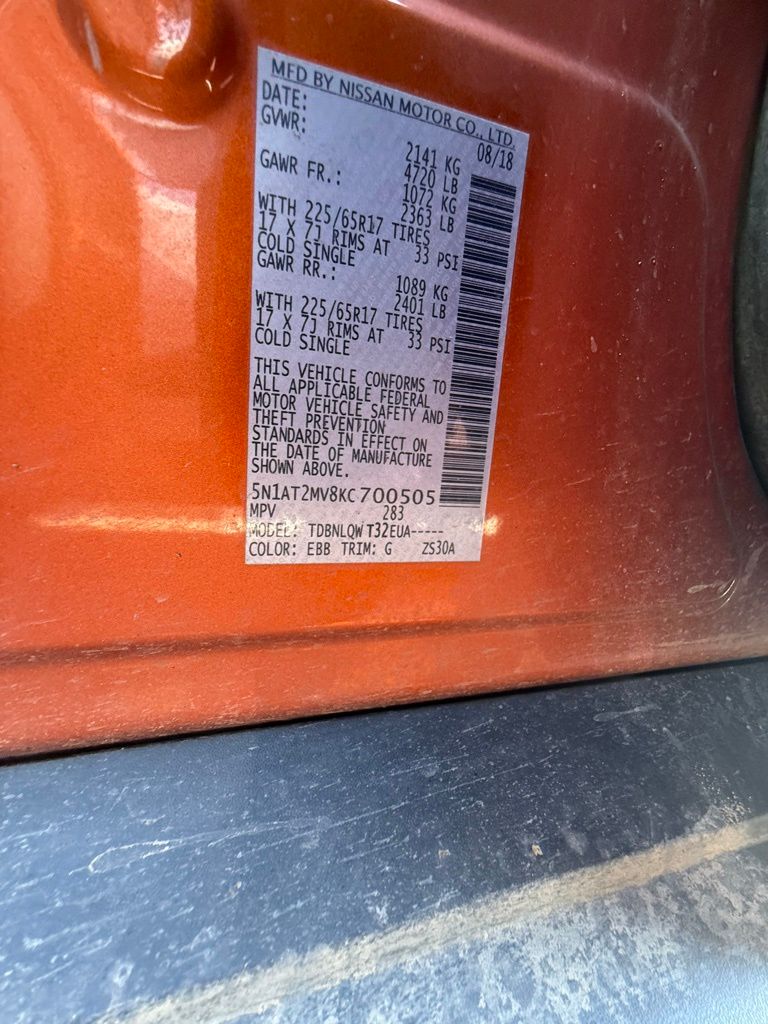 MFD BY NISSAN MOTOR CO., LTD.
DATE: 08/18
GVWR: 2141 KG
4720 LB
GAWR FR.: 1072 KG
2363 LB
WITH 225/65R17 TIRES
17 X 7J RIMS AT 33 PSI
COLD SINGLE
GAWR RR.: 1089 KG
2401 LB
WITH 225/65R17 TIRES
17 X 7J RIMS AT 33 PSI
COLD SINGLE
THIS VEHICLE CONFORMS TO
ALL APPLICABLE FEDERAL
MOTOR VEHICLE SAFETY AND
THEFT PREVENTION
STANDARDS IN EFFECT ON
THE DATE OF MANUFACTURE
SHOWN ABOVE.
5N1AT2MV8KC700505
MPV 283
MODEL: TDBNLQW T32EUA-----
COLOR: EBB TRIM: G ZS30A